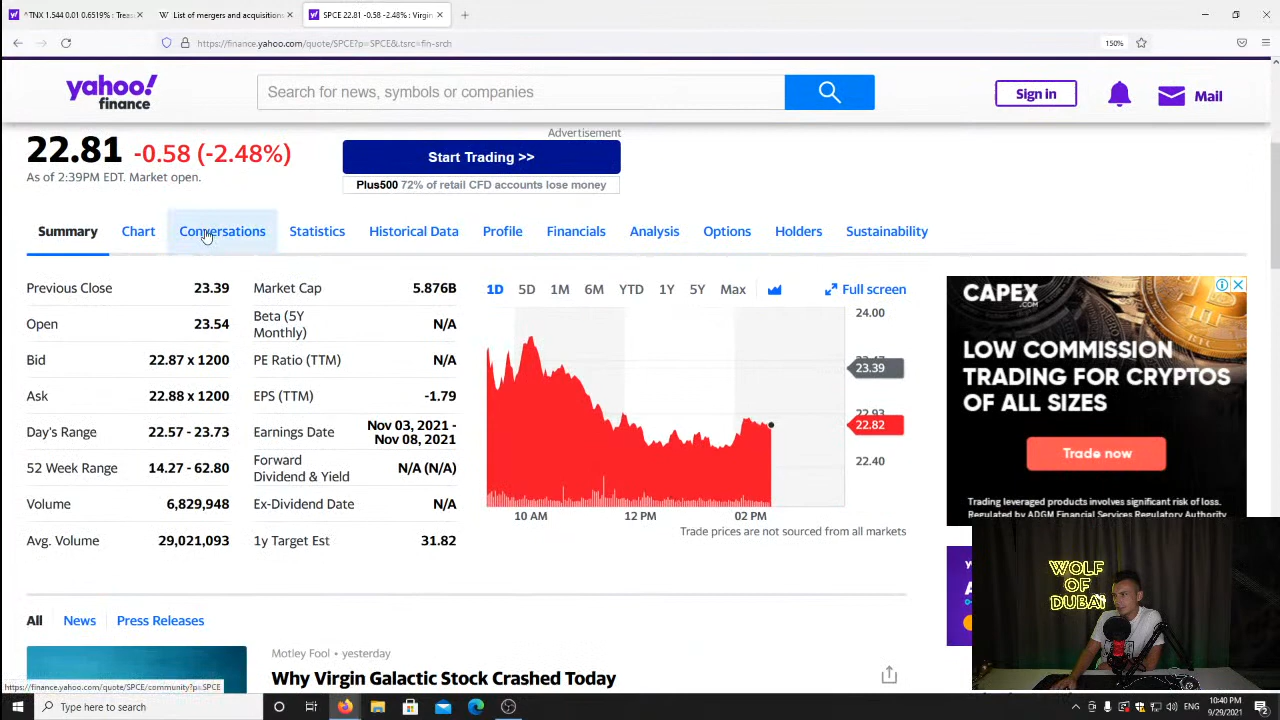 ^TNX 1.544 0.01 0.6519% : Treas
List of mergers and acquisition
SPCE 22.81 -0.58 -2.48% : Virgin
https://finance.yahoo.com/quote/SPCE?p=SPCE&.tsrc=fin-srch
150%
yahoo!
finance
Search for news, symbols or companies
Sign in
Mail
22.81 -0.58 (-2.48%)
As of 2:39PM EDT. Market open.
Advertisement
Start Trading >>
Plus500 72% of retail CFD accounts lose money
Summary Chart Conversations Statistics Historical Data Profile Financials Analysis Options Holders Sustainability
Previous Close 23.39
Open 23.54
Bid 22.87 x 1200
Ask 22.88 x 1200
Day's Range 22.57 - 23.73
52 Week Range 14.27 - 62.80
Volume 6,829,948
Avg. Volume 29,021,093
Market Cap 5.876B
Beta (5Y
Monthly) N/A
PE Ratio (TTM) N/A
EPS (TTM) -1.79
Earnings Date Nov 03, 2021 -
Nov 08, 2021
Forward
Dividend & Yield N/A (N/A)
Ex-Dividend Date N/A
1y Target Est 31.82
1D 5D 1M 6M YTD 1Y 5Y Max
Full screen
24.00
23.39
22.93
22.82
22.40
10 AM 12 PM 02 PM
Trade prices are not sourced from all markets
CAPEX
.COM
LOW COMMISSION
TRADING FOR CRYPTOS
OF ALL SIZES
Trade now
Trading leveraged products involves significant risk of loss.
Regulated by ADGM Financial Services Regulatory Authority
WOLF
OF
DUBAI
All News Press Releases
Motley Fool • yesterday
Why Virgin Galactic Stock Crashed Today
https://finance.yahoo.com/quote/SPCE/community?p=SPCE
Type here to search
10:40 PM
9/29/2021
2